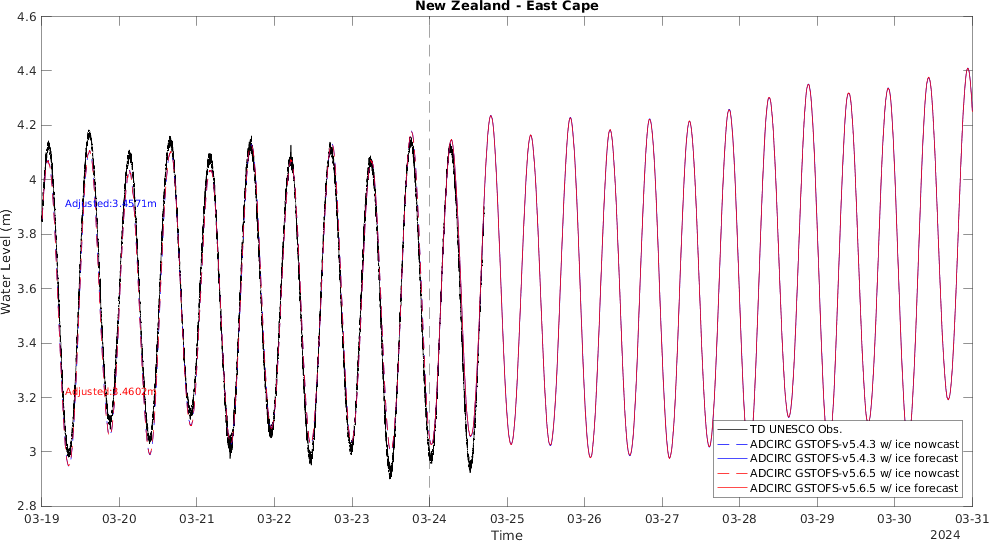 New Zealand - East Cape
4.6
4.4
4.2
4
3.8
3.6
3.4
3.2
3
2.8
Water Level (m)
Adjusted:3.4571m
Adjusted:3.4602m
TD UNESCO Obs.
ADCIRC GSTOFS-v5.4.3 w/ ice nowcast
ADCIRC GSTOFS-v5.4.3 w/ ice forecast
ADCIRC GSTOFS-v5.6.5 w/ ice nowcast
ADCIRC GSTOFS-v5.6.5 w/ ice forecast
03-19 03-20 03-21 03-22 03-23 03-24 03-25 03-26 03-27 03-28 03-29 03-30 03-31
Time
2024